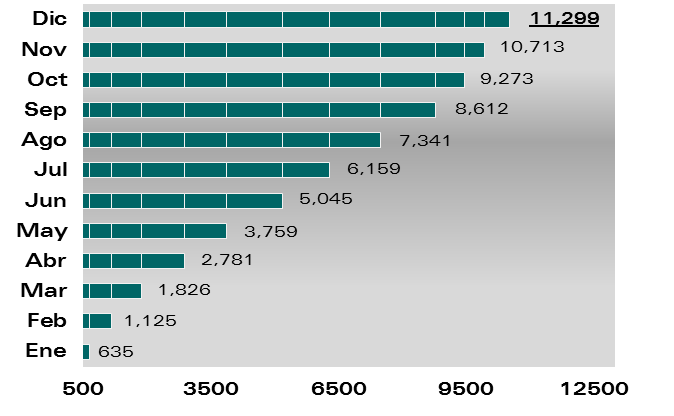 Dic 11,299
Nov 10,713
Oct 9,273
Sep 8,612
Ago 7,341
Jul 6,159
Jun 5,045
May 3,759
Abr 2,781
Mar 1,826
Feb 1,125
Ene 635
500 3500 6500 9500 12500